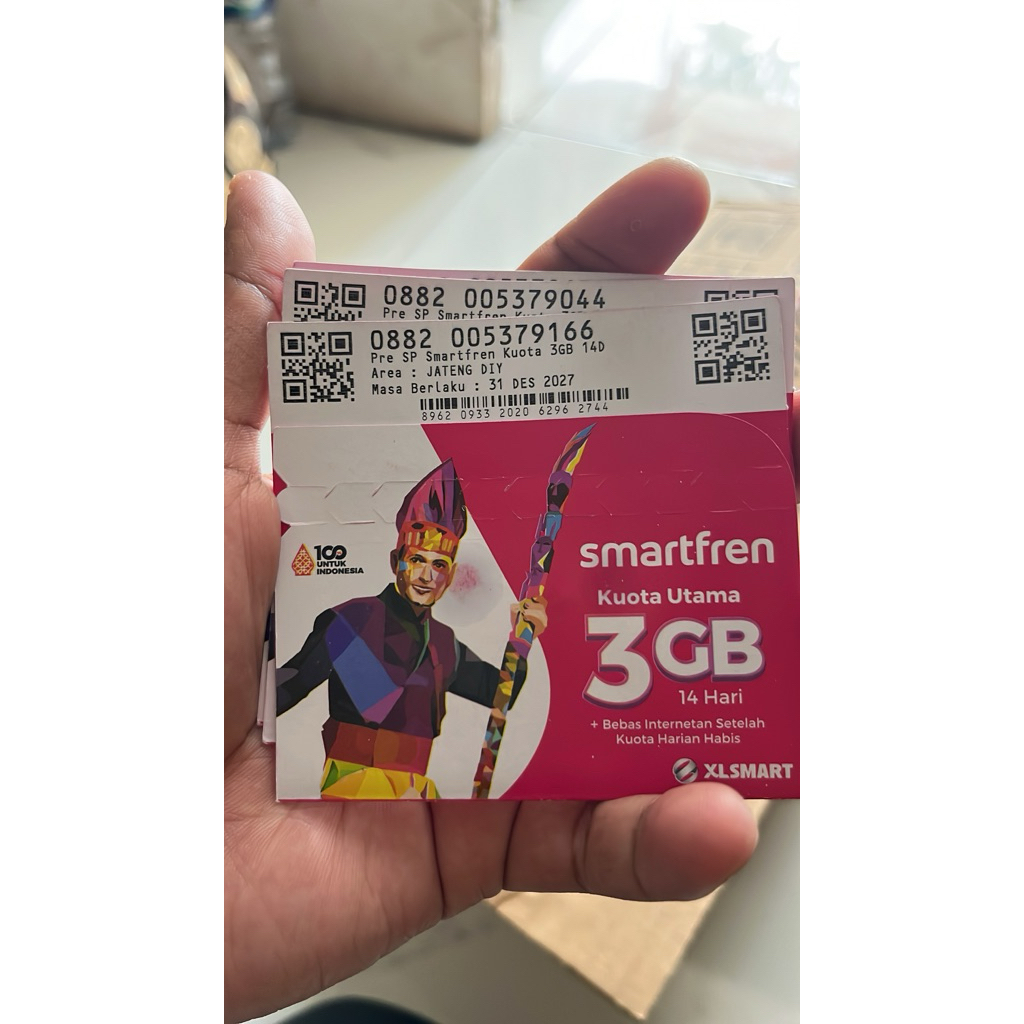 0882 005379044
Pre SP Smartfren Kuota
0882 005379166
Pre SP Smartfren Kuota 3GB 14D
Area : JATENG DIY
Masa Berlaku : 31 DES 2027
8962 0933 2020 6296 2744
100
UNTUK
INDONESIA
smartfren
Kuota Utama
3GB
14 Hari
+ Bebas Internetan Setelah
Kuota Harian Habis
XLSMART